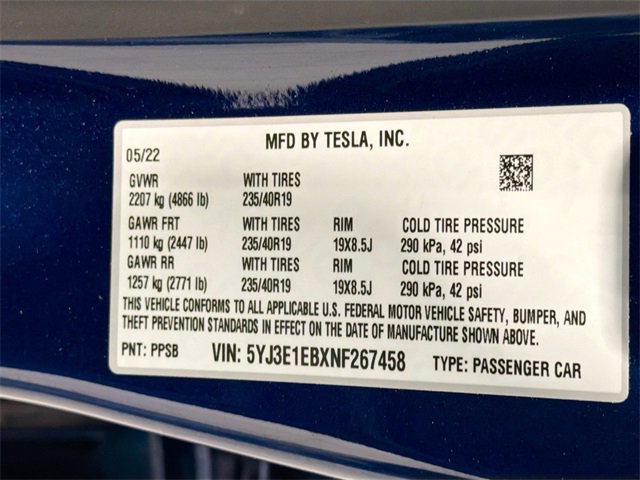 MFD BY TESLA, INC.
05/22
GVWR WITH TIRES
2207 kg (4866 lb) 235/40R19
GAWR FRT WITH TIRES RIM COLD TIRE PRESSURE
1110 kg (2447 lb) 235/40R19 19X8.5J 290 kPa, 42 psi
GAWR RR WITH TIRES RIM COLD TIRE PRESSURE
1257 kg (2771 lb) 235/40R19 19X8.5J 290 kPa, 42 psi
THIS VEHICLE CONFORMS TO ALL APPLICABLE U.S. FEDERAL MOTOR VEHICLE SAFETY, BUMPER, AND
THEFT PREVENTION STANDARDS IN EFFECT ON THE DATE OF MANUFACTURE SHOWN ABOVE.
PNT: PPSB VIN: 5YJ3E1EBXNF267458 TYPE: PASSENGER CAR